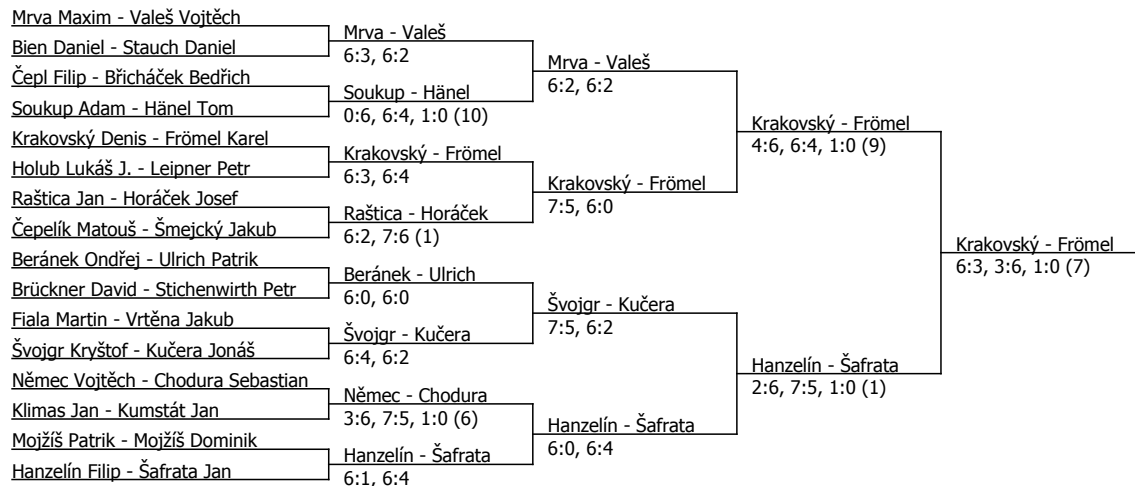 Mrva Maxim - Valeš Vojtěch
Bien Daniel - Stauch Daniel
Čepl Filip - Břicháček Bedřich
Soukup Adam - Hänel Tom
Krakovský Denis - Frömel Karel
Holub Lukáš J. - Leipner Petr
Raštica Jan - Horáček Josef
Čepelík Matouš - Šmejcký Jakub
Beránek Ondřej - Ulrich Patrik
Brückner David - Stichenwirth Petr
Fiala Martin - Vrtěna Jakub
Švojgr Kryštof - Kučera Jonáš
Němec Vojtěch - Chodura Sebastian
Klimas Jan - Kumstát Jan
Mojžíš Patrik - Mojžíš Dominik
Hanzelín Filip - Šafrata Jan
Mrva - Valeš
6:3, 6:2
Soukup - Hänel
0:6, 6:4, 1:0 (10)
Krakovský - Frömel
6:3, 6:4
Raštica - Horáček
6:2, 7:6 (1)
Beránek - Ulrich
6:0, 6:0
Švojgr - Kučera
6:4, 6:2
Němec - Chodura
3:6, 7:5, 1:0 (6)
Hanzelín - Šafrata
6:1, 6:4
Mrva - Valeš
6:2, 6:2
Krakovský - Frömel
7:5, 6:0
Švojgr - Kučera
7:5, 6:2
Hanzelín - Šafrata
6:0, 6:4
Krakovský - Frömel
4:6, 6:4, 1:0 (9)
Hanzelín - Šafrata
2:6, 7:5, 1:0 (1)
Krakovský - Frömel
6:3, 3:6, 1:0 (7)